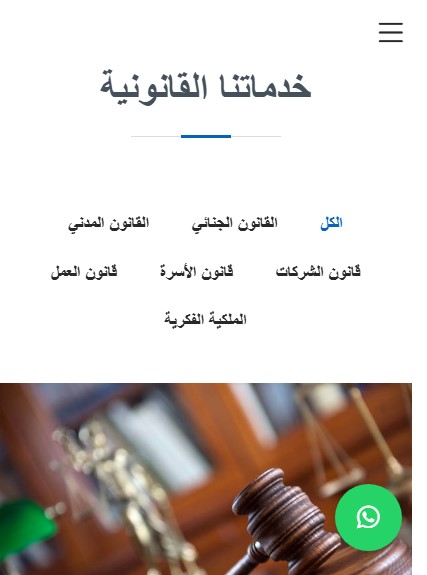 خدماتنا القانونية
الكل القانون الجنائي القانون المدني
قانون الشركات قانون الأسرة قانون العمل
الملكية الفكرية